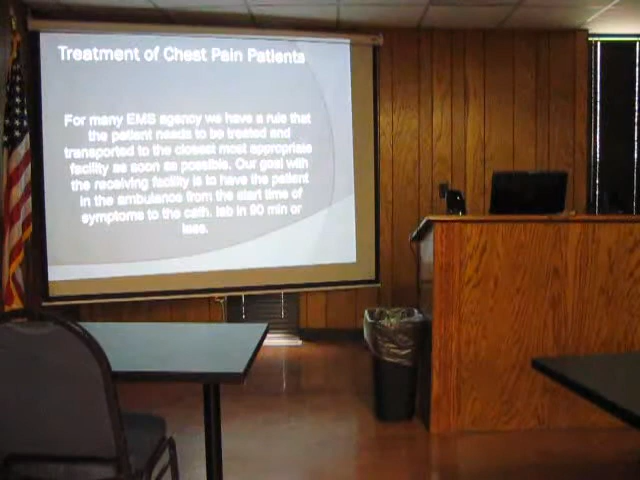 Treatment of Chest Pain Patients
For many EMS agency we have a rule that
the patient needs to be treated and
transported to the closest most appropriate
facility as soon as possible. Our goal with
the receiving facility is to have the patient
in the ambulance from the start time of
symptoms to the cath. lab in 90 min or
less.